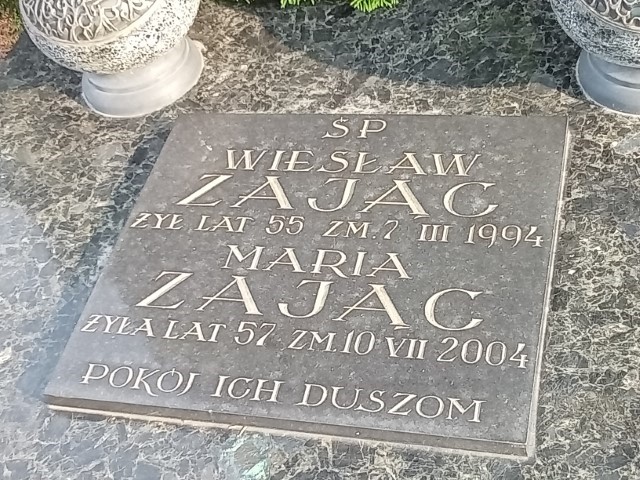 ŚP
WIESŁAW
ZAJĄC
ŻYŁ LAT 55 ZM. 7 III 1994
MARIA
ZAJĄC
ŻYŁA LAT 57 ZM. 10 VII 2004
POKÓJ ICH DUSZOM